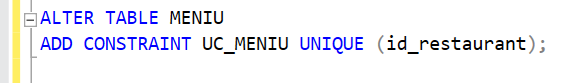 ALTER TABLE MENIU
ADD CONSTRAINT UC_MENIU UNIQUE (id_restaurant);